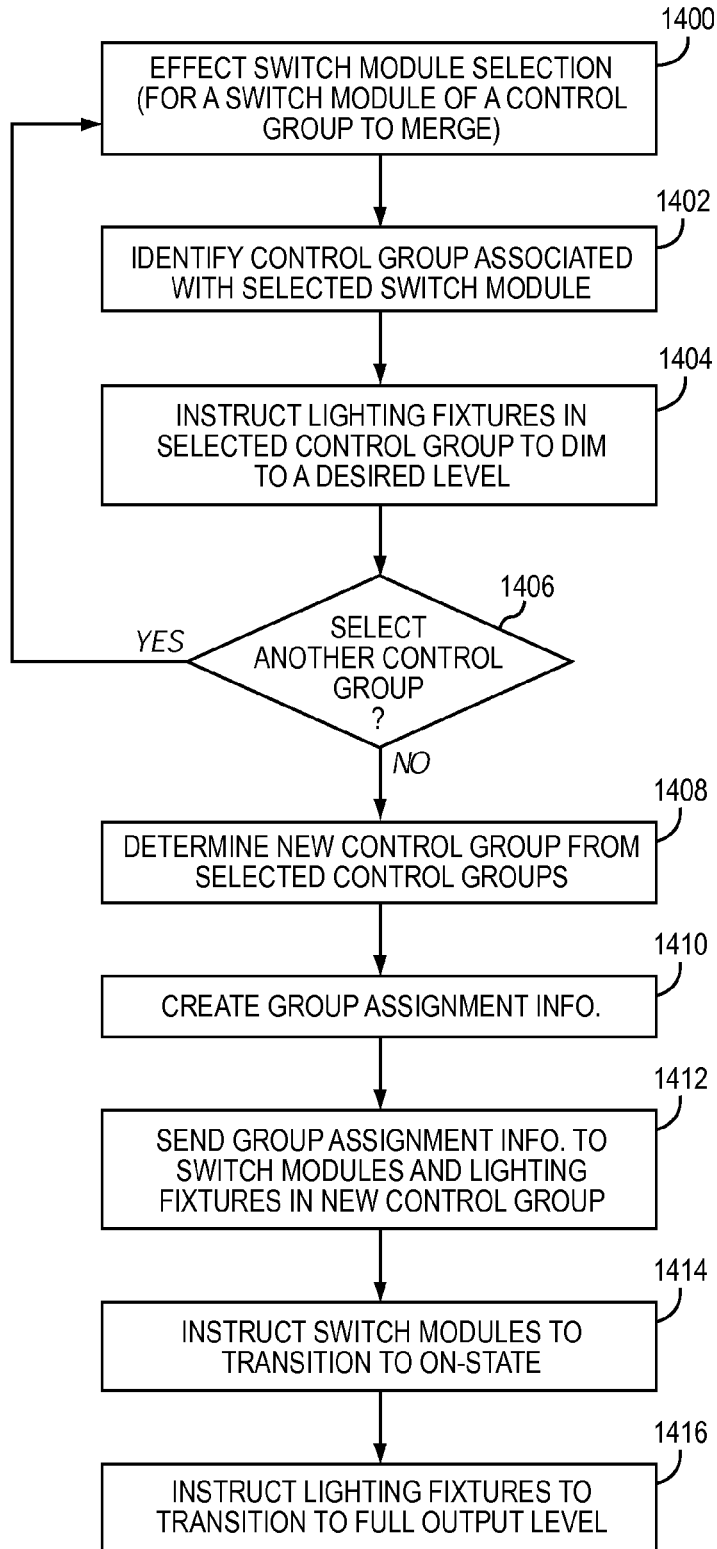 1400
EFFECT SWITCH MODULE SELECTION
(FOR A SWITCH MODULE OF A CONTROL
GROUP TO MERGE)
1402
IDENTIFY CONTROL GROUP ASSOCIATED
WITH SELECTED SWITCH MODULE
1404
INSTRUCT LIGHTING FIXTURES IN
SELECTED CONTROL GROUP TO DIM
TO A DESIRED LEVEL
1406
YES
SELECT
ANOTHER CONTROL
GROUP
?
NO
1408
DETERMINE NEW CONTROL GROUP FROM
SELECTED CONTROL GROUPS
1410
CREATE GROUP ASSIGNMENT INFO.
1412
SEND GROUP ASSIGNMENT INFO. TO
SWITCH MODULES AND LIGHTING
FIXTURES IN NEW CONTROL GROUP
1414
INSTRUCT SWITCH MODULES TO
TRANSITION TO ON-STATE
1416
INSTRUCT LIGHTING FIXTURES TO
TRANSITION TO FULL OUTPUT LEVEL